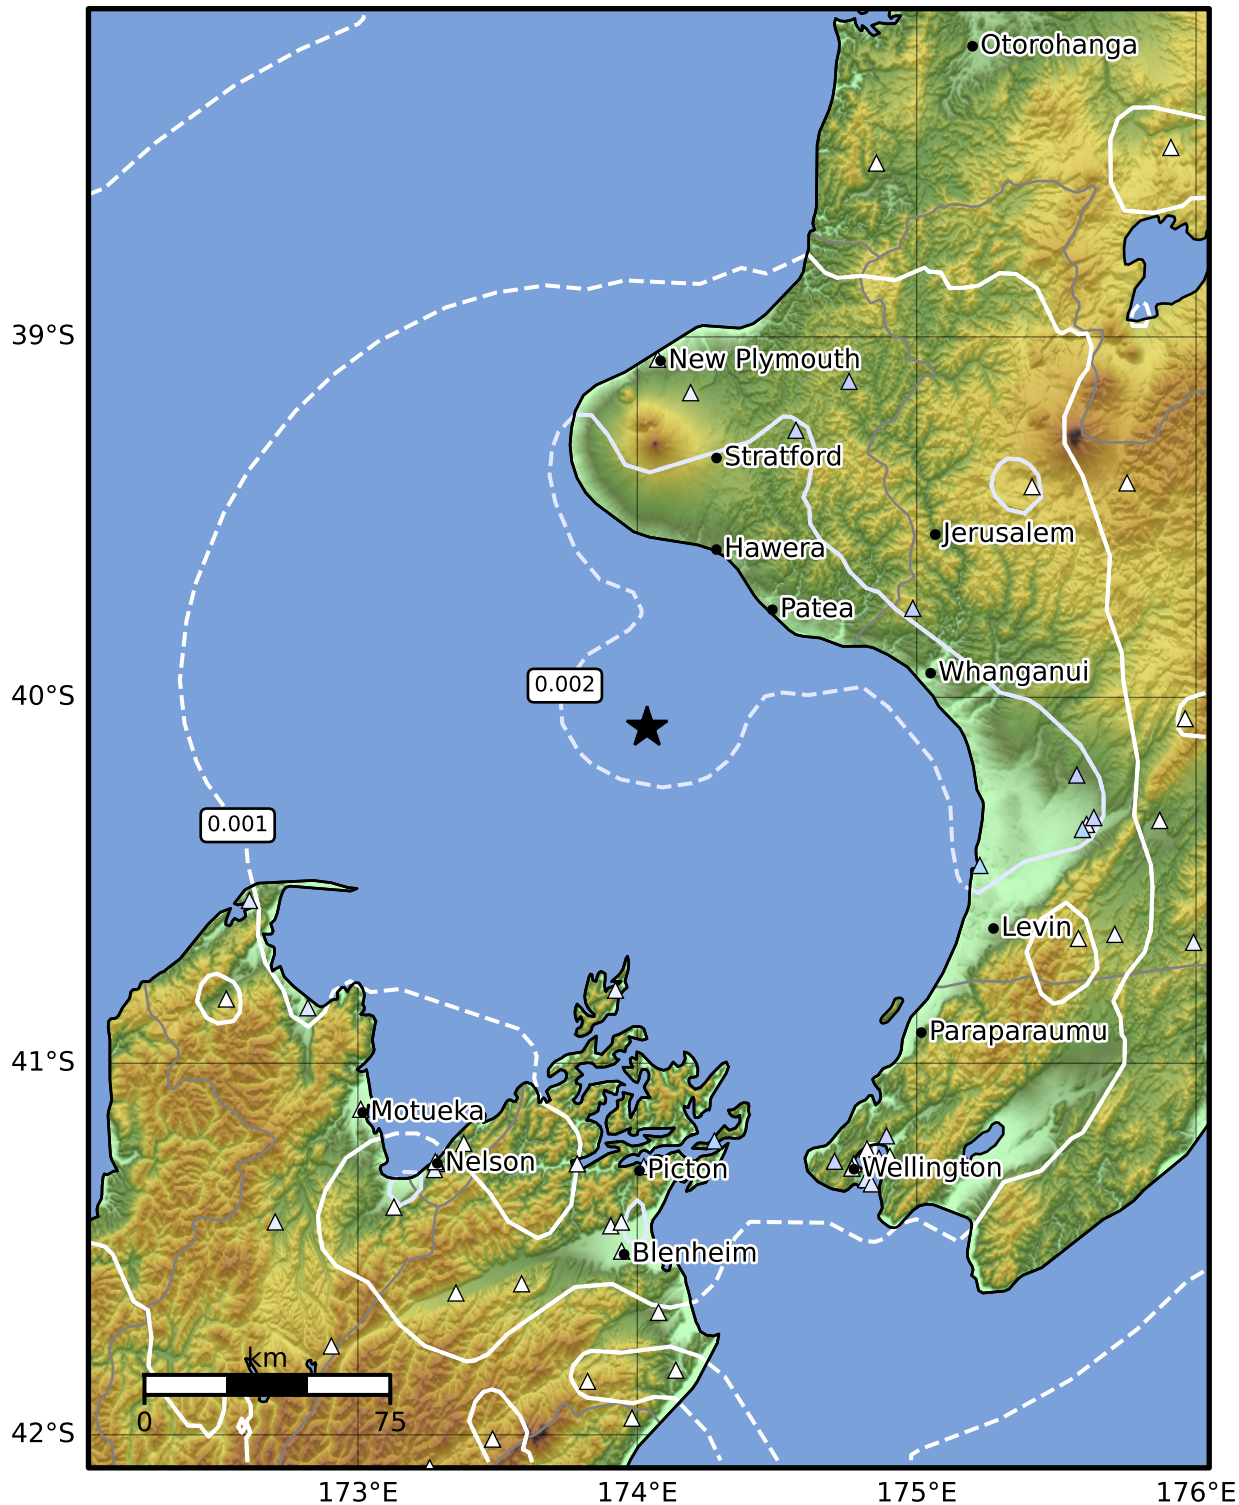 Otorohanga
39°S
New Plymouth
Stratford
Jerusalem
Hawera
Patea
Whanganui
0.002
40°S
0.001
Levin
Paraparaumu
41°S
Motueka
Nelson
Picton
Wellington
Blenheim
km
0 75
42°S
173°E 174°E 175°E 176°E